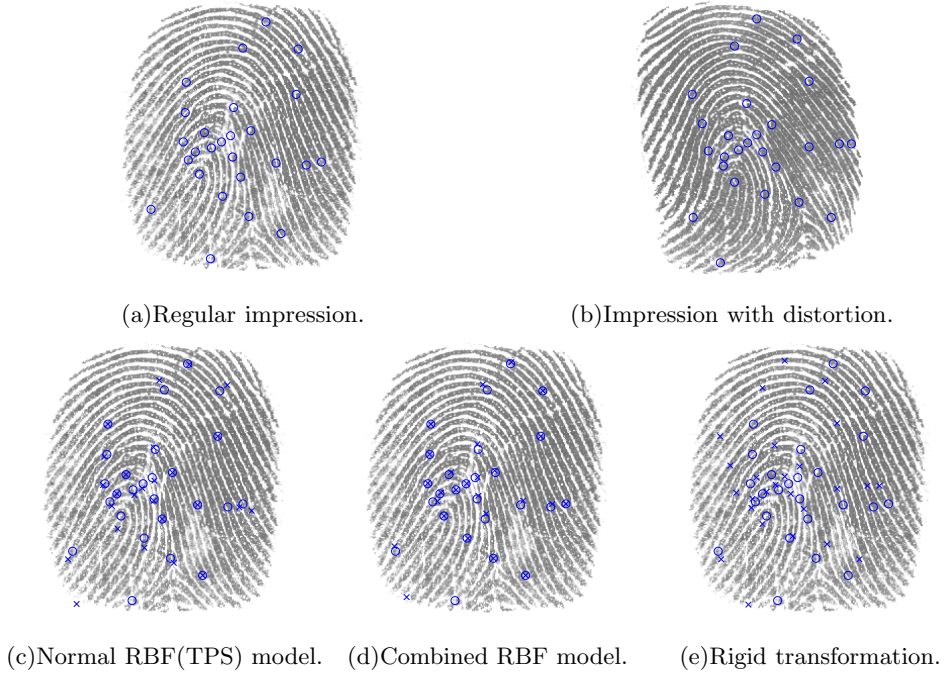 (a)Regular impression.
(b)Impression with distortion.
(c)Normal RBF(TPS) model.
(d)Combined RBF model.
(e)Rigid transformation.